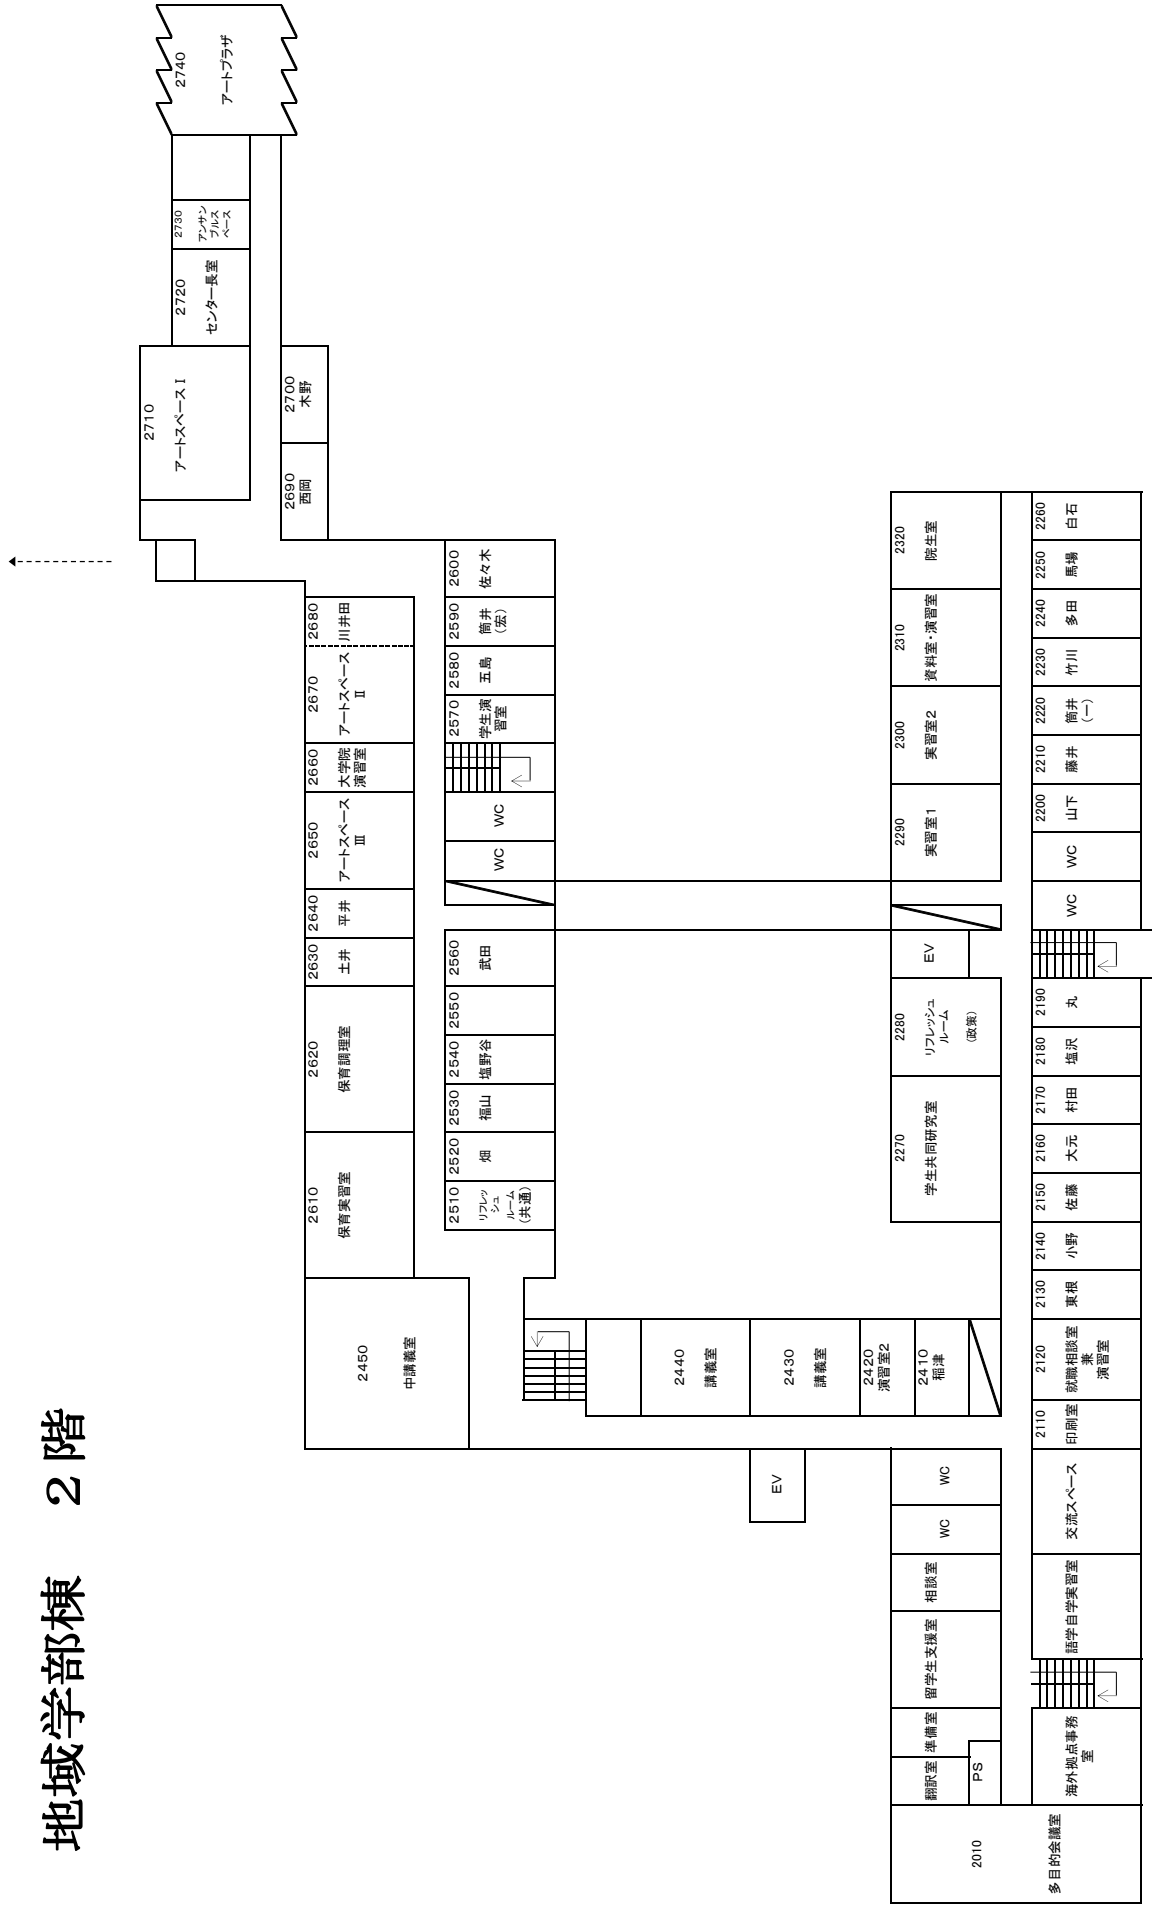 地域学部棟　２階
2740
アートプラザ
2730
アンサン
ブルス
ペース
2720
センター長室
2710
アートスペースⅠ
2700
木野
2690
西岡
2680
川井田
2670
アートスペース
Ⅱ
2660
大学院
演習室
2650
アートスペース
Ⅲ
2640
平井
2630
土井
2620
保育調理室
2610
保育実習室
2600
佐々木
2590
筒井
（宏）
2580
五島
2570
学生演
習室
WC
WC
2560
武田
2550
2540
塩野谷
2530
福山
2520
畑
2510
リフレッ
シュ
ルーム
（共通）
2450
中講義室
2440
講義室
2430
講義室
2420
演習室2
2410
稲津
EV
2320
院生室
2310
資料室・演習室
2300
実習室2
2290
実習室1
EV
2280
リフレッシュ
ルーム
（政策）
2270
学生共同研究室
WC
WC
相談室
留学生支援室
準備室
翻訳室
PS
2260
白石
2250
馬場
2240
多田
2230
竹川
2220
筒井
（一）
2210
藤井
2200
山下
WC
WC
2190
丸
2180
塩沢
2170
村田
2160
大元
2150
佐藤
2140
小野
2130
東根
2120
就職相談室
兼
演習室
2110
印刷室
交流スペース
語学自学実習室
海外拠点事務
室
2010
多目的会議室